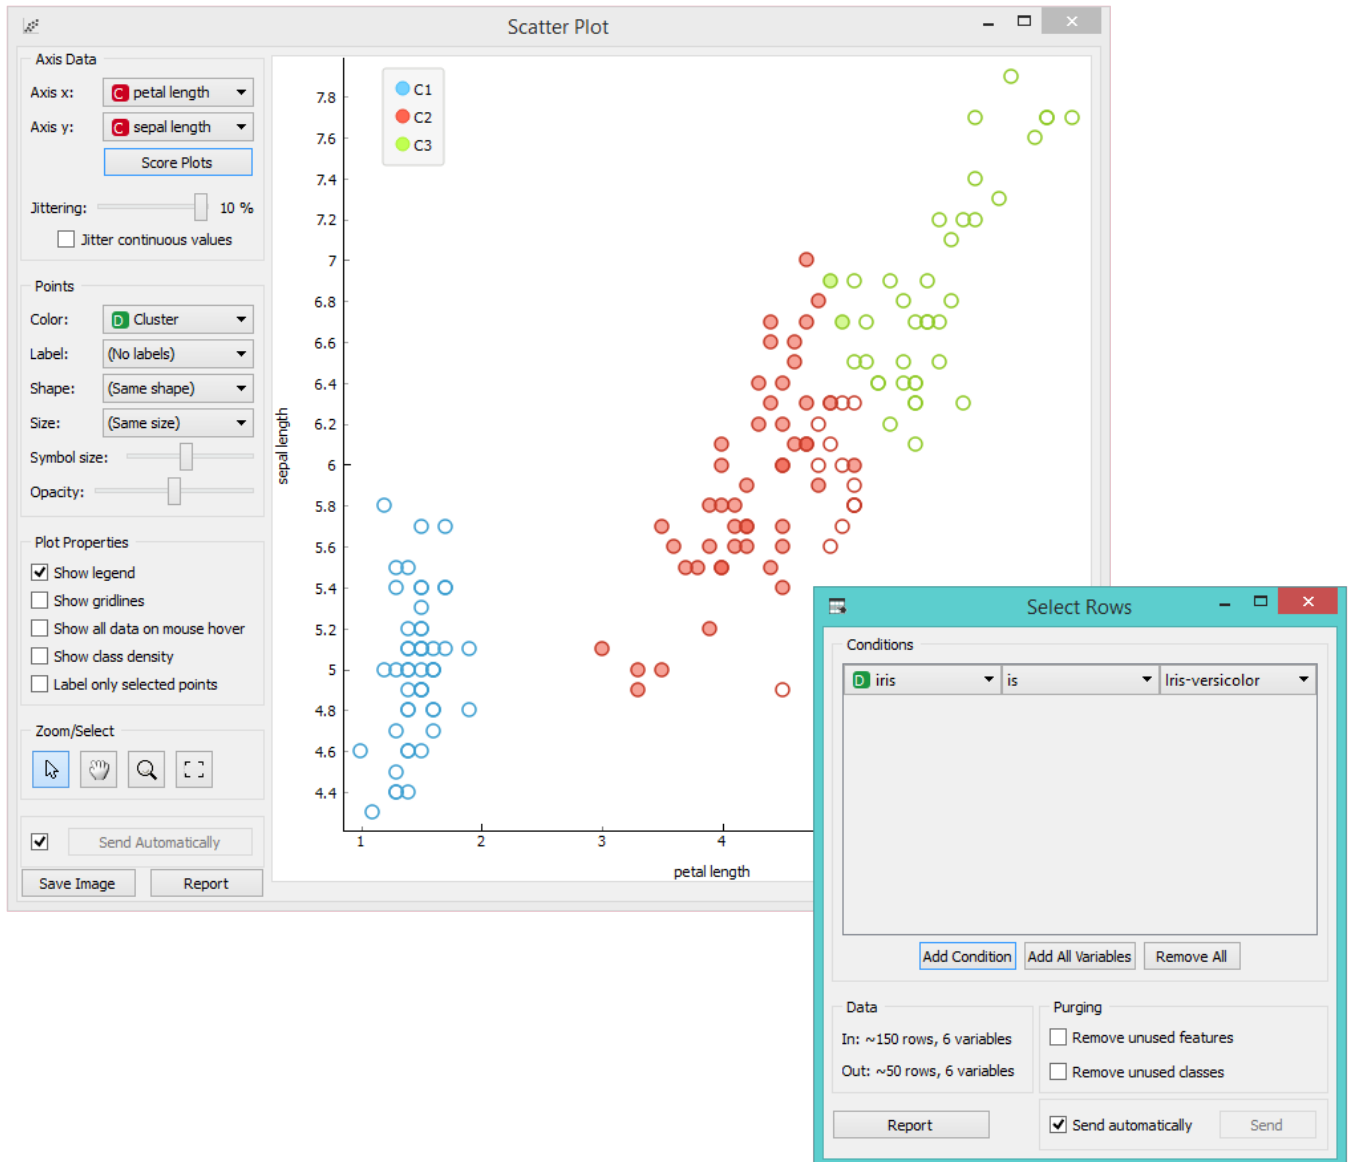 Scatter Plot
Axis Data
Axis x: C petal length
Axis y: C sepal length
Score Plots
Jittering: 10 %
Jitter continuous values
Points
Color: D Cluster
Label: (No labels)
Shape: (Same shape)
Size: (Same size)
Symbol size:
Opacity:
Plot Properties
Show legend
Show gridlines
Show all data on mouse hover
Show class density
Label only selected points
Zoom/Select
Send Automatically
Save Image Report
C1
C2
C3
7.8
7.6
7.4
7.2
7
6.8
6.6
6.4
6.2
6
5.8
5.6
5.4
5.2
5
4.8
4.6
4.4
sepal length
1 2 3 4
petal length
Select Rows
Conditions
D iris is Iris-versicolor
Add Condition Add All Variables Remove All
Data
In: ~150 rows, 6 variables
Out: ~50 rows, 6 variables
Purging
Remove unused features
Remove unused classes
Report
Send automatically Send